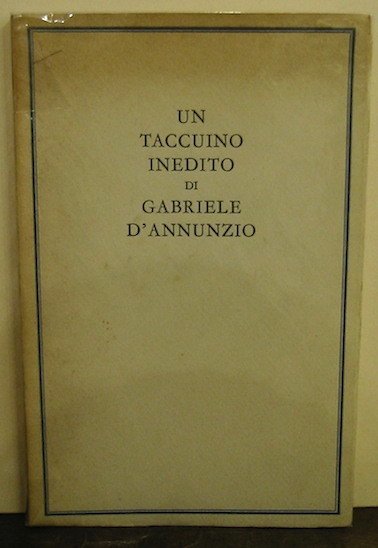 UN
TACCUINO
INEDITO
DI
GABRIELE
D'ANNUNZIO